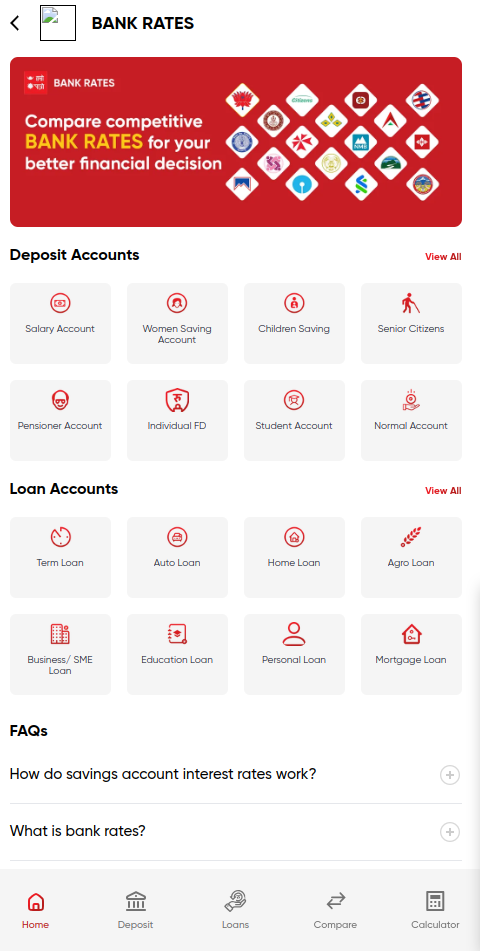 BANK RATES
BANK RATES
Compare competitive
BANK RATES for your
better financial decision
Citizens
NMB
Deposit Accounts
View All
Salary Account
Women Saving
Account
Children Saving
Senior Citizens
Pensioner Account
Individual FD
Student Account
Normal Account
Loan Accounts
View All
Term Loan
Auto Loan
Home Loan
Agro Loan
Business/ SME
Loan
Education Loan
Personal Loan
Mortgage Loan
FAQs
How do savings account interest rates work?
What is bank rates?
Home
Deposit
Loans
Compare
Calculator